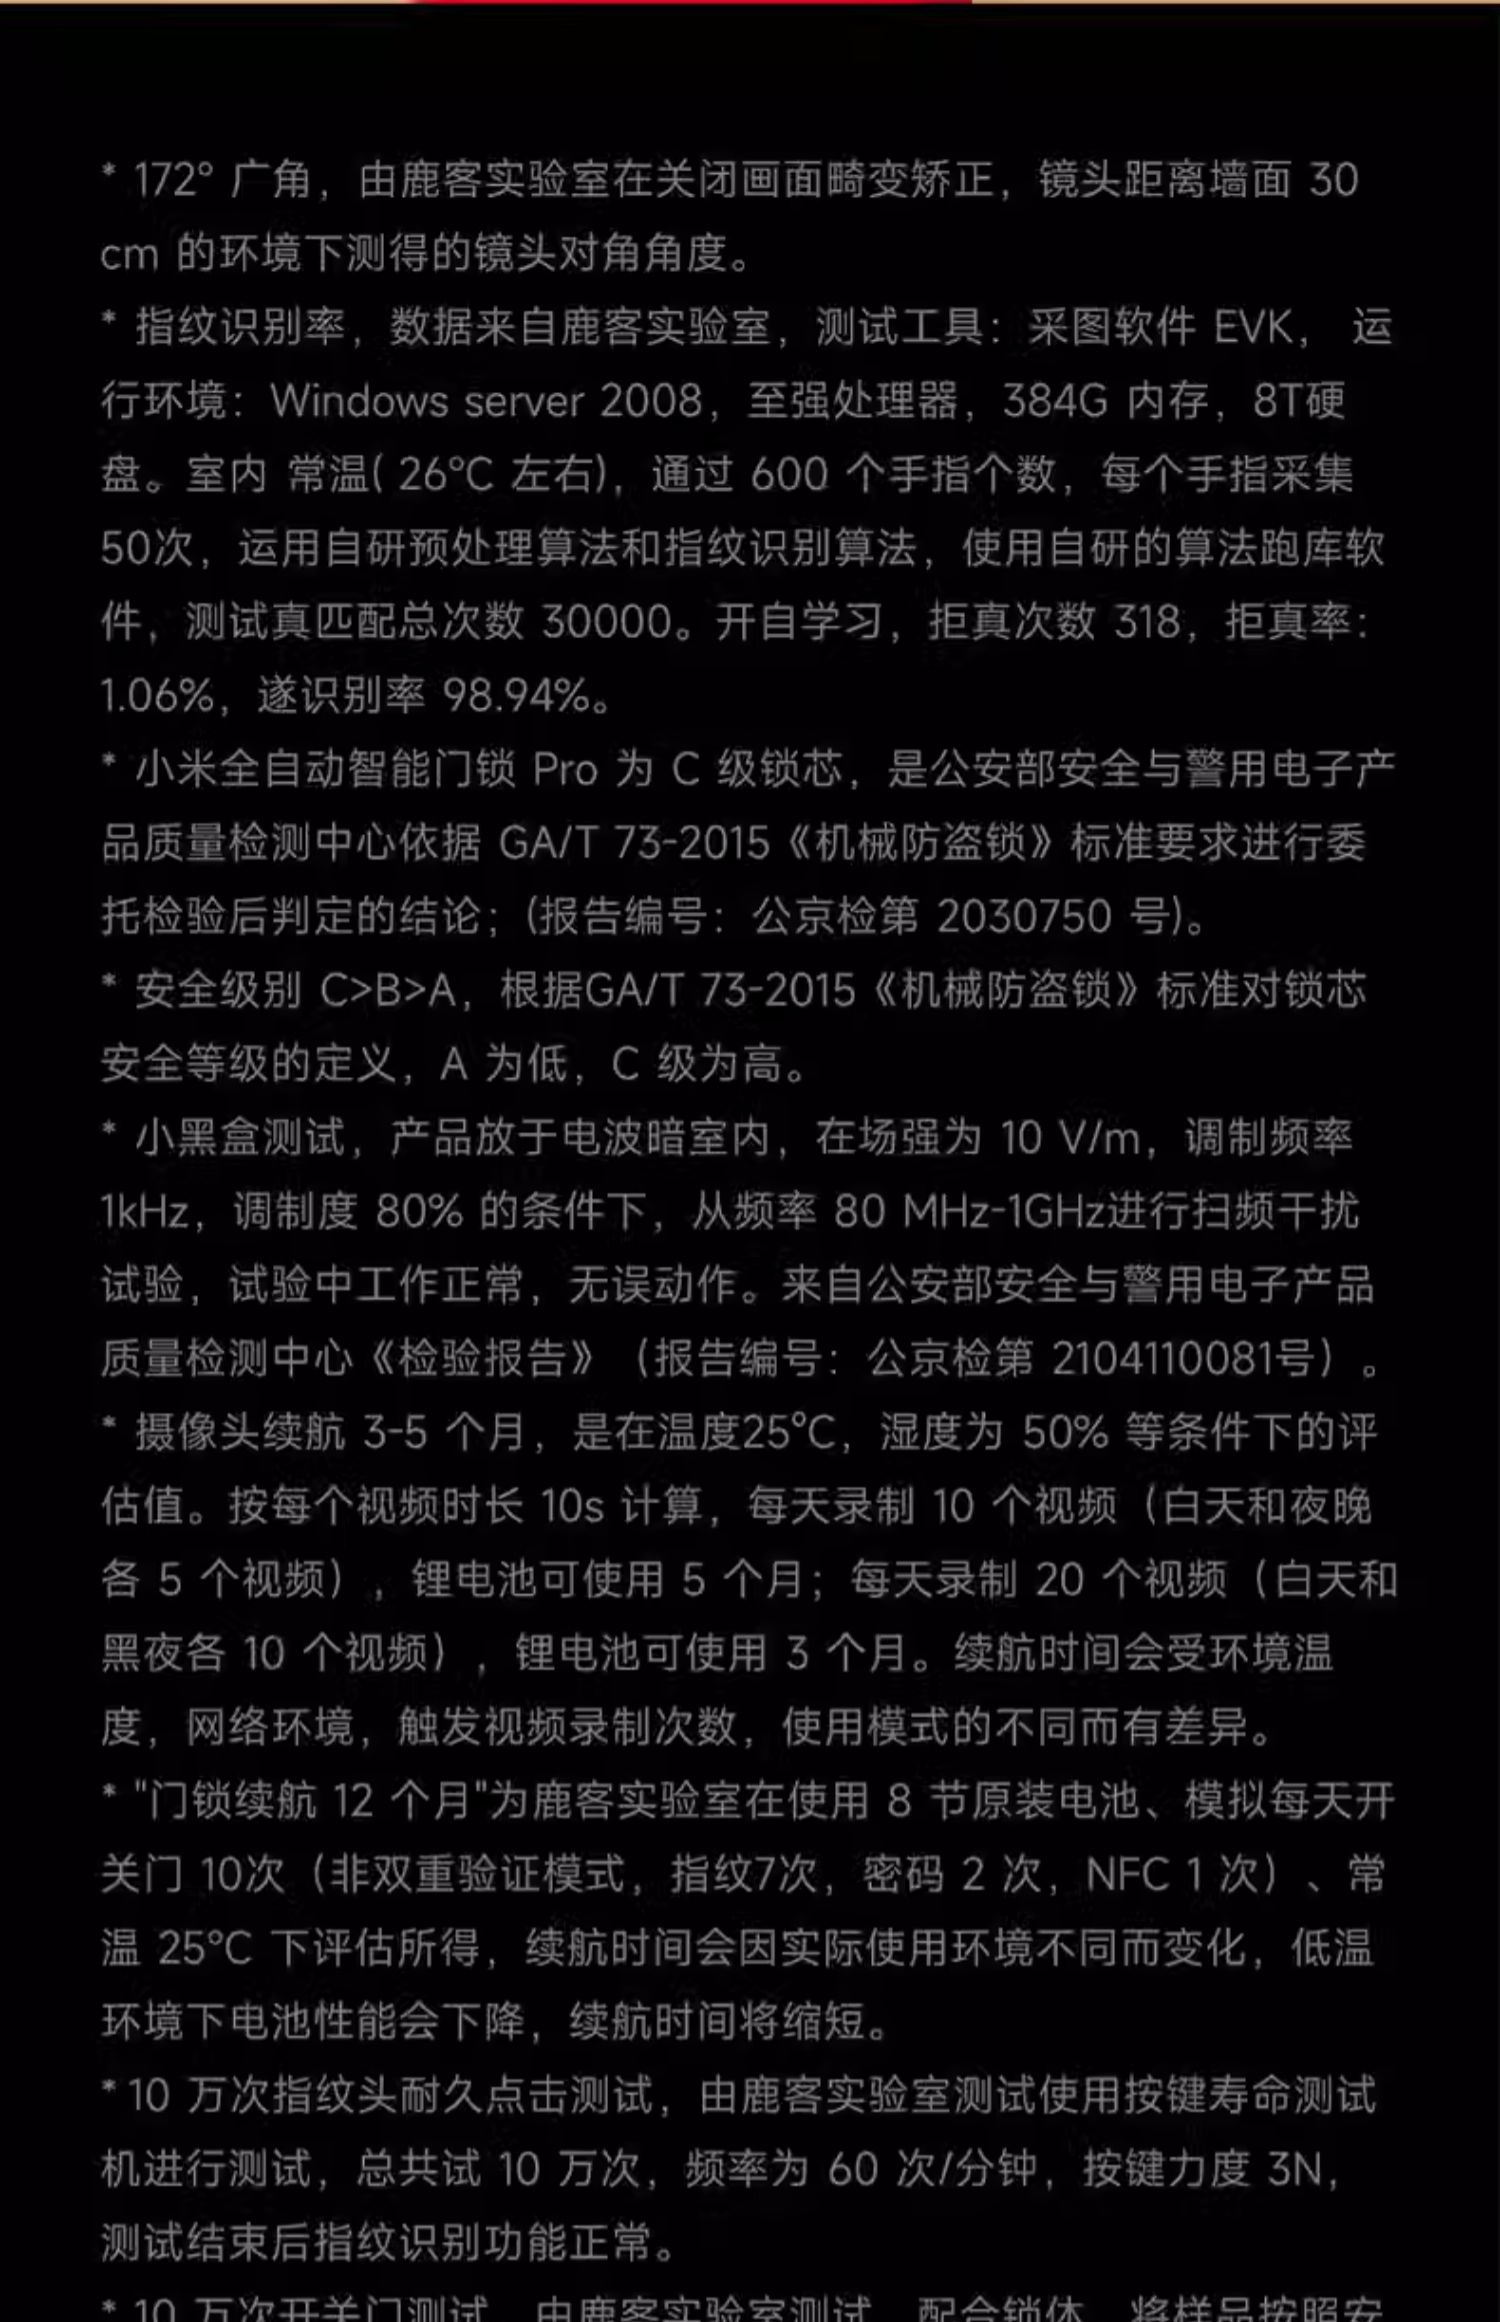 * 172° 广角，由鹿客实验室在关闭画面畸变矫正，镜头距离墙面 30
cm 的环境下测得的镜头对角角度。
* 指纹识别率，数据来自鹿客实验室，测试工具：采图软件 EVK， 运
行环境：Windows server 2008，至强处理器，384G 内存，8T硬
盘。室内 常温( 26°C 左右)，通过 600 个手指个数，每个手指采集
50次，运用自研预处理算法和指纹识别算法，使用自研的算法跑库软
件，测试真匹配总次数 30000。开自学习，拒真次数 318，拒真率：
1.06%，遂识别率 98.94%。
* 小米全自动智能门锁 Pro 为 C 级锁芯，是公安部安全与警用电子产
品质量检测中心依据 GA/T 73-2015《机械防盗锁》标准要求进行委
托检验后判定的结论；(报告编号：公京检第 2030750 号)。
* 安全级别 C>B>A，根据GA/T 73-2015《机械防盗锁》标准对锁芯
安全等级的定义，A 为低，C 级为高。
* 小黑盒测试，产品放于电波暗室内，在场强为 10 V/m，调制频率
1kHz，调制度 80% 的条件下，从频率 80 MHz-1GHz进行扫频干扰
试验，试验中工作正常，无误动作。来自公安部安全与警用电子产品
质量检测中心《检验报告》（报告编号：公京检第 2104110081号）。
* 摄像头续航 3-5 个月，是在温度25°C，湿度为 50% 等条件下的评
估值。按每个视频时长 10s 计算，每天录制 10 个视频（白天和夜晚
各 5 个视频），锂电池可使用 5 个月；每天录制 20 个视频（白天和
黑夜各 10 个视频），锂电池可使用 3 个月。续航时间会受环境温
度，网络环境，触发视频录制次数，使用模式的不同而有差异。
* "门锁续航 12 个月"为鹿客实验室在使用 8 节原装电池、模拟每天开
关门 10次（非双重验证模式，指纹7次，密码 2 次，NFC 1 次）、常
温 25°C 下评估所得，续航时间会因实际使用环境不同而变化，低温
环境下电池性能会下降，续航时间将缩短。
* 10 万次指纹头耐久点击测试，由鹿客实验室测试使用按键寿命测试
机进行测试，总共试 10 万次，频率为 60 次/分钟，按键力度 3N，
测试结束后指纹识别功能正常。
* 10 万次开关门测试，由鹿客实验室测试，配合锁体，将样品按照安